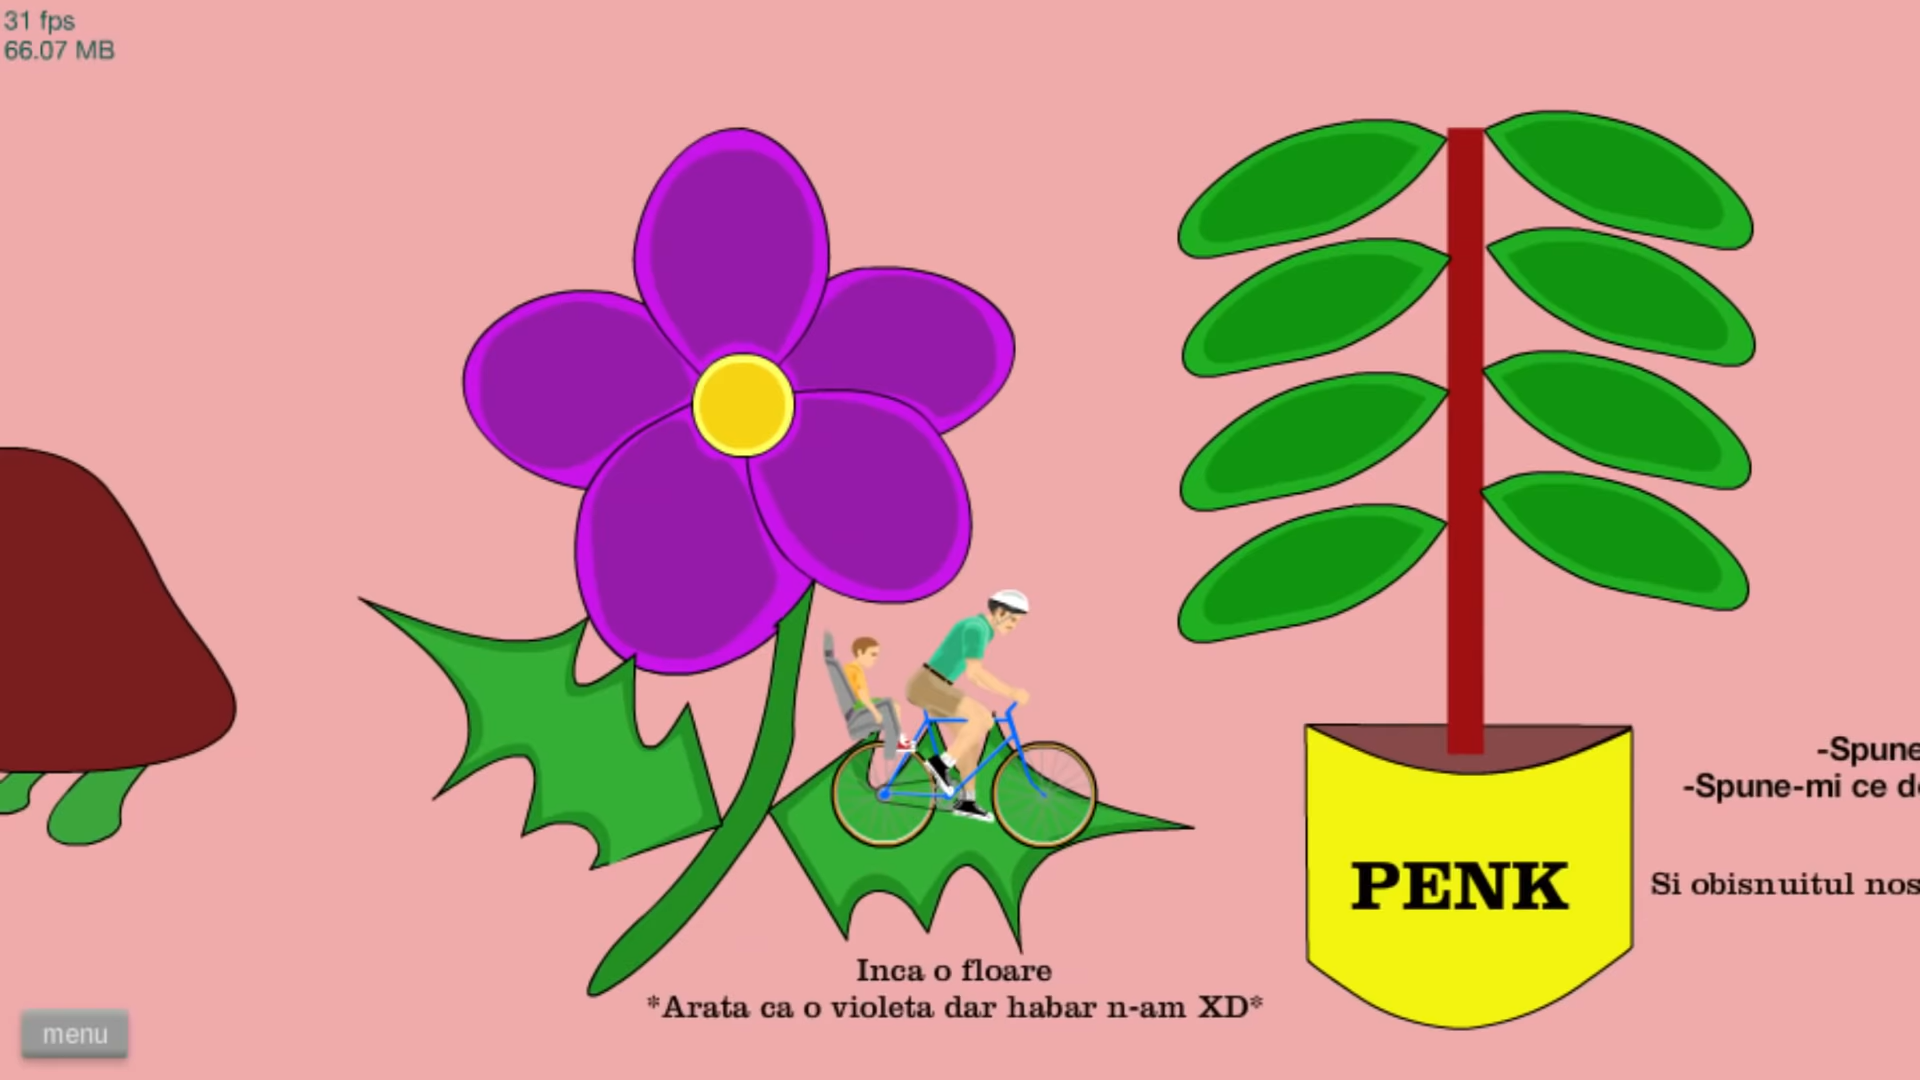 31 fps
66.07 MB
-Spune
-Spune-mi ce
PENK
Si obisnuitul
Inca o floare
*Arata ca o violeta dar habar n-am XD*
menu